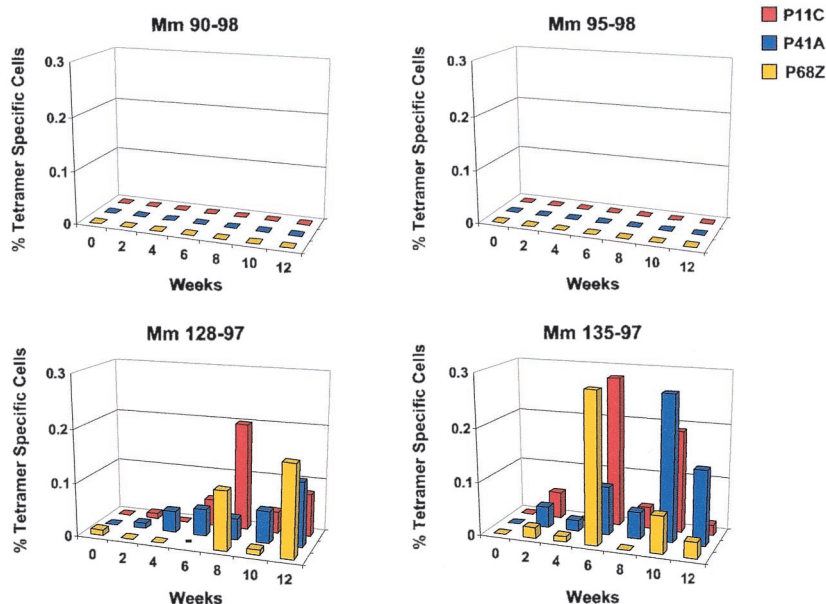 Mm 90-98
Mm 95-98
P11C
P41A
P68Z
% Tetramer Specific Cells
0.3
0.2
0.1
0
0 2 4 6 8 10 12
Weeks
% Tetramer Specific Cells
0.3
0.2
0.1
0
0 2 4 6 8 10 12
Weeks
Mm 128-97
% Tetramer Specific Cells
0.3
0.2
0.1
0
0 2 4 6 8 10 12
Weeks
Mm 135-97
% Tetramer Specific Cells
0.3
0.2
0.1
0
0 2 4 6 8 10 12
Weeks